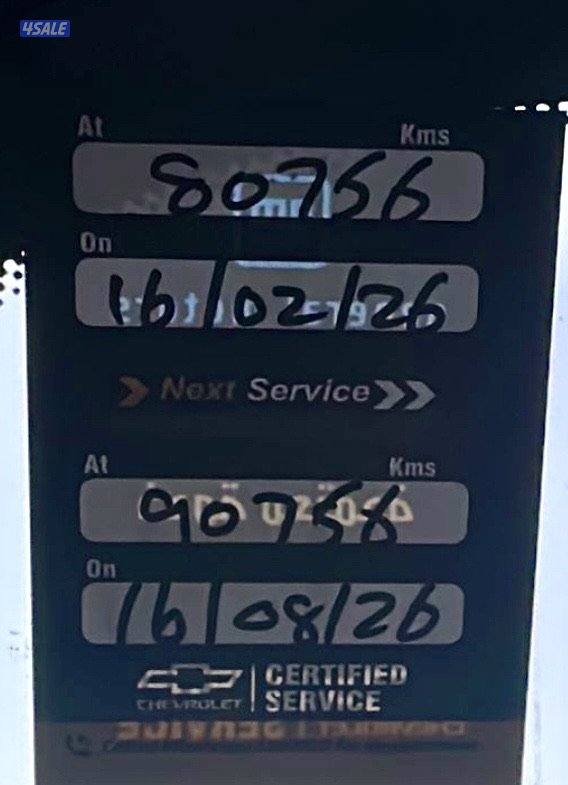 4SALE
At Kms
80756
On
16/02/26
Next Service
At Kms
90756
On
16/08/26
CHEVROLET
CERTIFIED
SERVICE